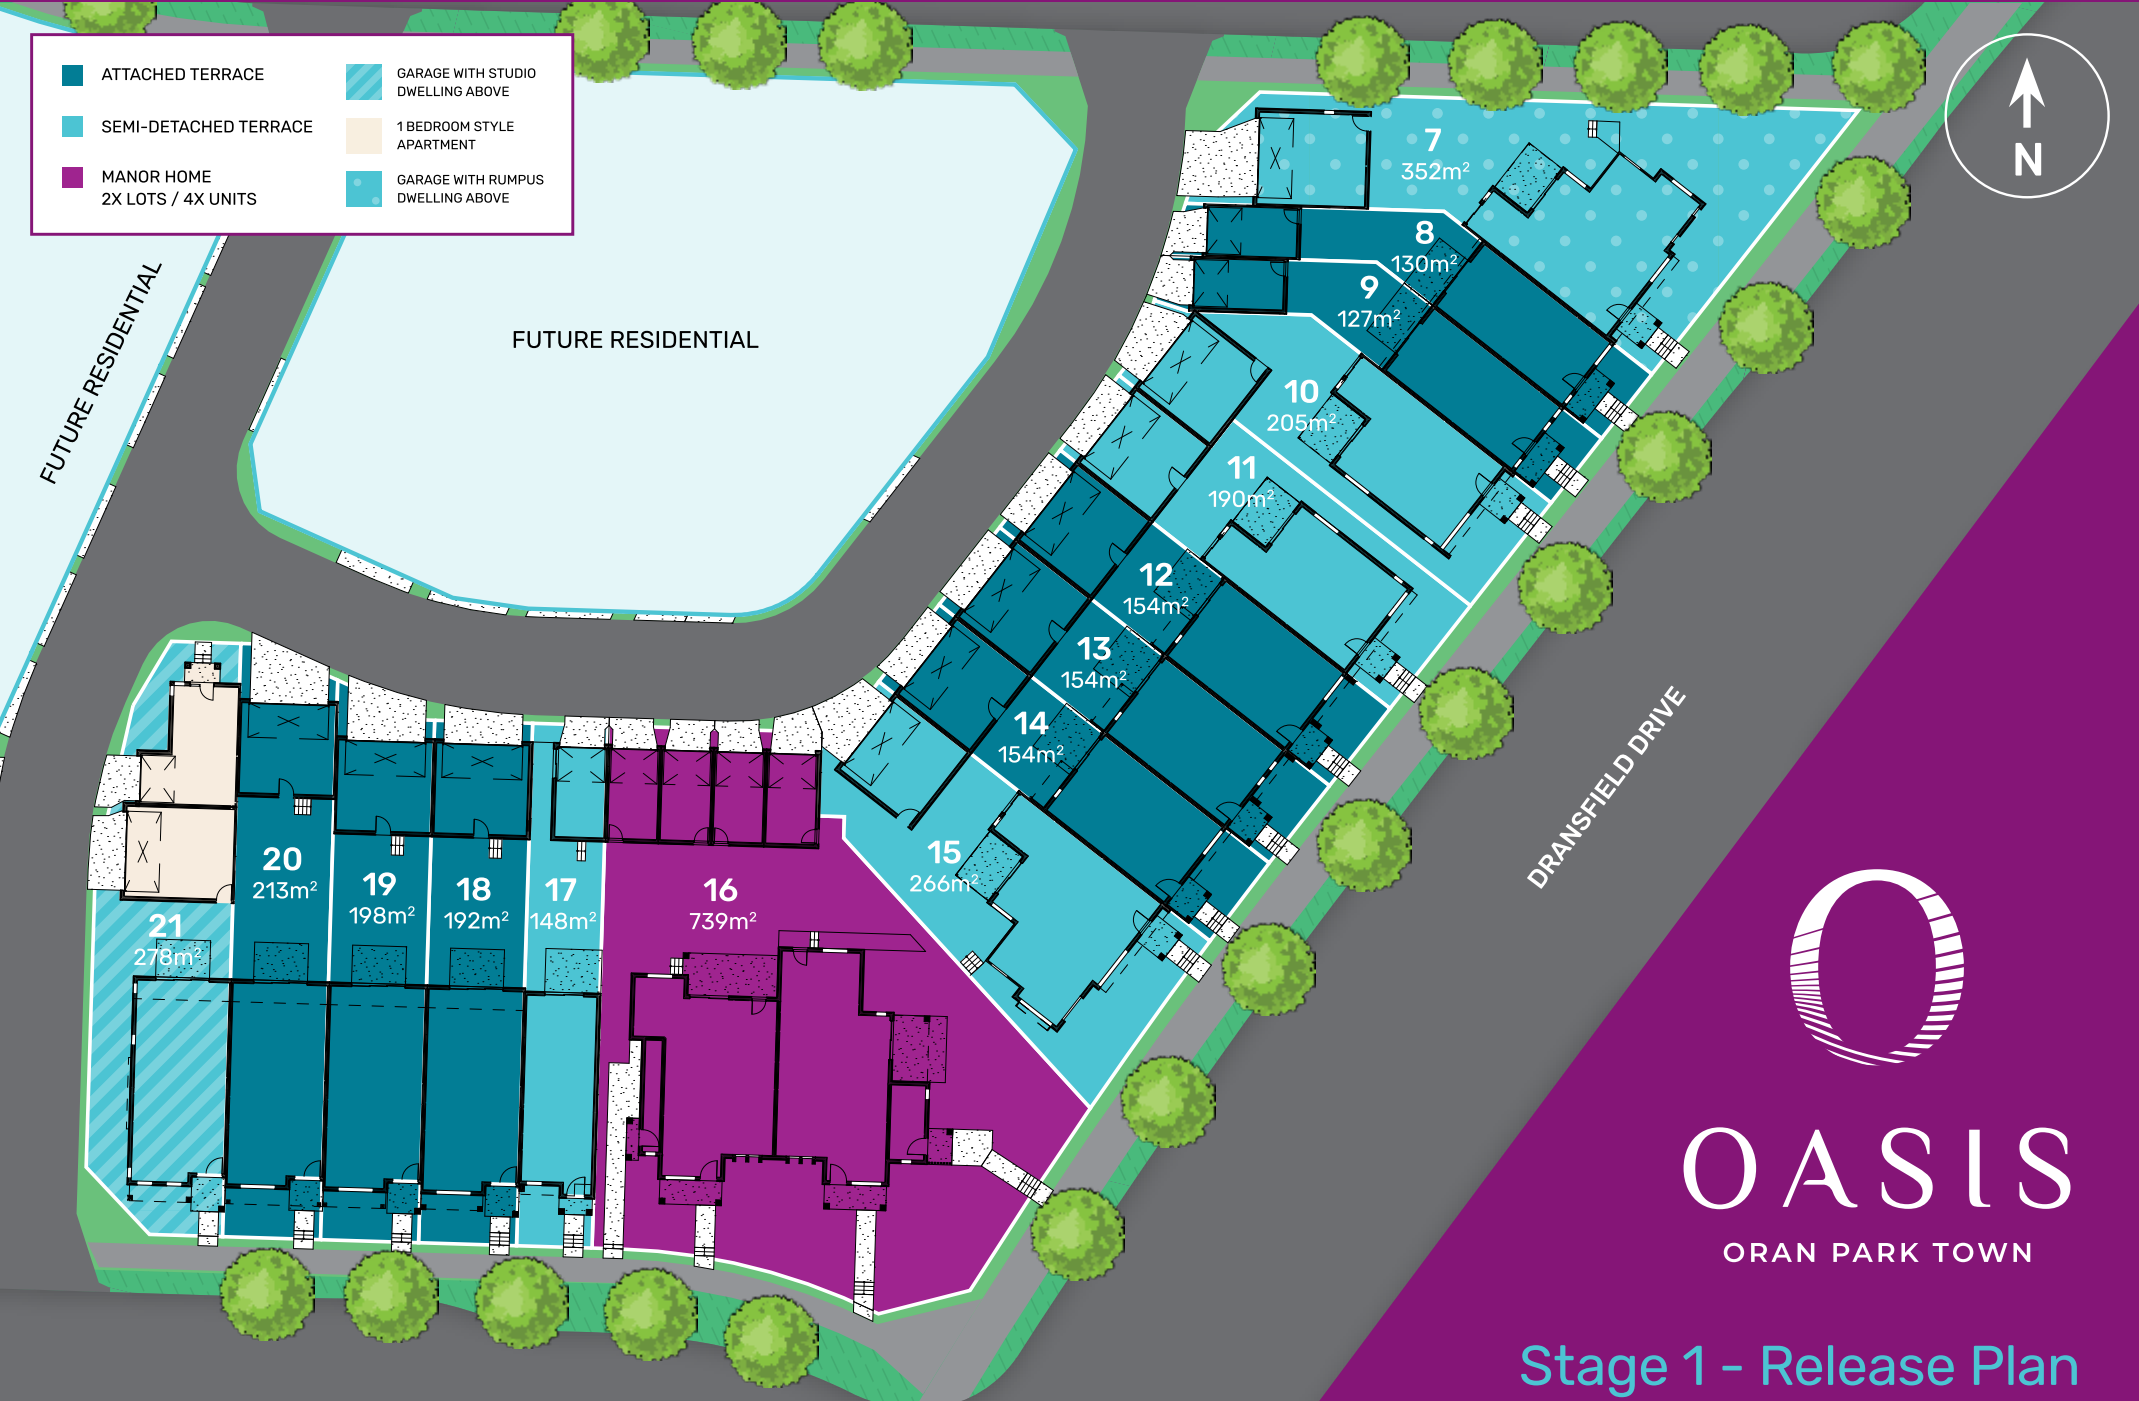 ATTACHED TERRACE
SEMI-DETACHED TERRACE
MANOR HOME
2X LOTS / 4X UNITS
GARAGE WITH STUDIO
DWELLING ABOVE
1 BEDROOM STYLE
APARTMENT
GARAGE WITH RUMPUS
DWELLING ABOVE
N
FUTURE RESIDENTIAL
FUTURE RESIDENTIAL
7
352m²
8
130m²
9
127m²
10
205m²
11
190m²
12
154m²
13
154m²
14
154m²
15
266m²
16
739m²
17
148m²
18
192m²
19
198m²
20
213m²
21
278m²
DRANSFIELD DRIVE
O
OASIS
ORAN PARK TOWN
Stage 1 - Release Plan